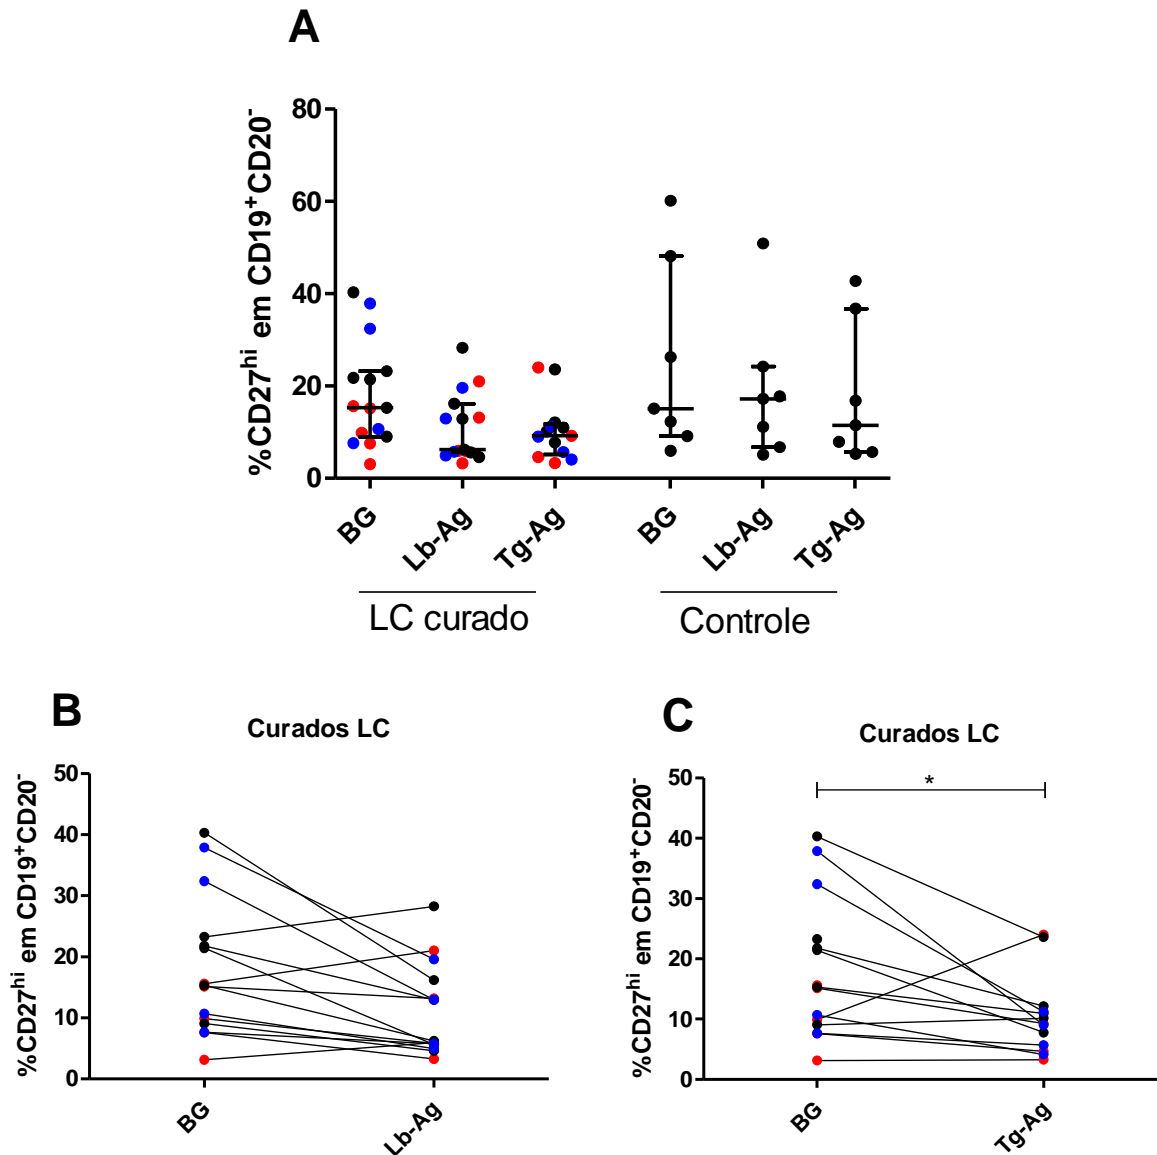 A
%CD27hi em CD19+CD20-
80
60
40
20
0
BG
Lb-Ag
Tg-Ag
BG
Lb-Ag
Tg-Ag
LC curado
Controle
B
Curados LC
%CD27hi em CD19+CD20-
50
40
30
20
10
0
BG
Lb-Ag
C
Curados LC
%CD27hi em CD19+CD20-
50
40
30
20
10
0
*
BG
Tg-Ag